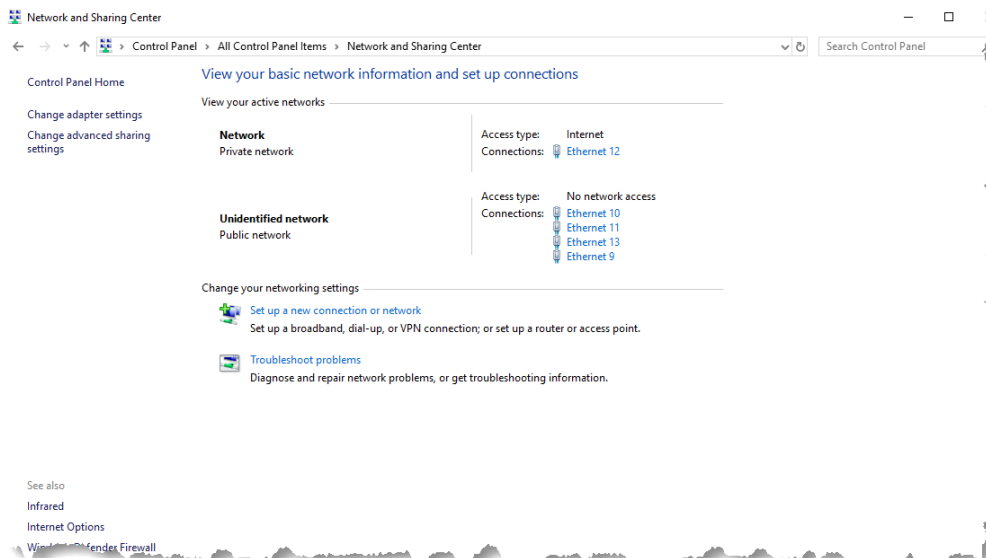 Network and Sharing Center
Control Panel > All Control Panel Items > Network and Sharing Center
Search Control Panel
Control Panel Home
Change adapter settings
Change advanced sharing
settings
View your basic network information and set up connections
View your active networks
Network
Private network
Access type: Internet
Connections: Ethernet 12
Unidentified network
Public network
Access type: No network access
Connections: Ethernet 10
Ethernet 11
Ethernet 13
Ethernet 9
Change your networking settings
Set up a new connection or network
Set up a broadband, dial-up, or VPN connection; or set up a router or access point.
Troubleshoot problems
Diagnose and repair network problems, or get troubleshooting information.
See also
Infrared
Internet Options
Firewall